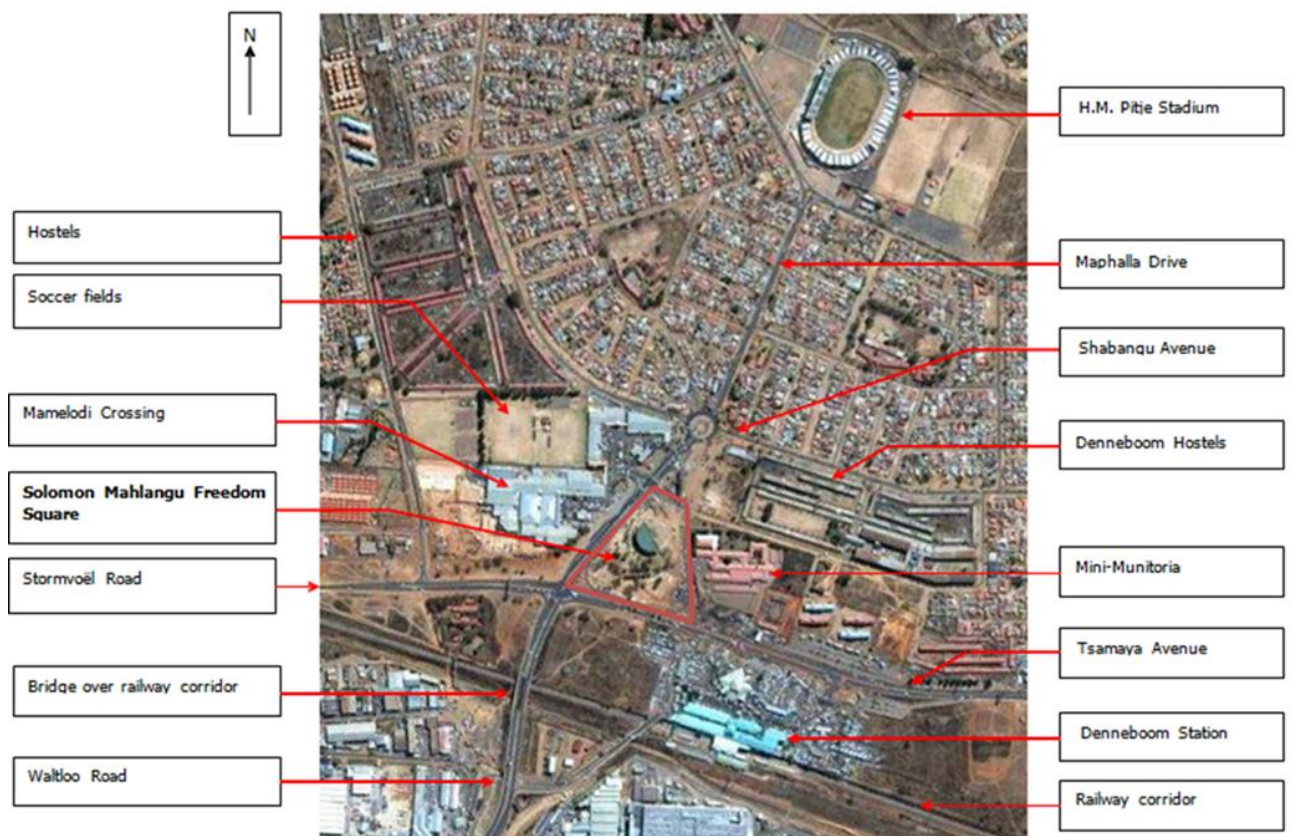 N
Hostels
Soccer fields
Mamelodi Crossing
Solomon Mahlangu Freedom
Square
Stormvoël Road
Bridge over railway corridor
Waltloo Road
H.M. Pitje Stadium
Maphalla Drive
Shabangu Avenue
Denneboom Hostels
Mini-Munitoria
Tsamaya Avenue
Denneboom Station
Railway corridor